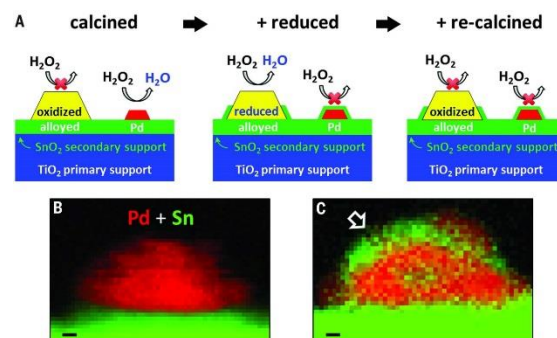 A calcined + reduced + re-calcined
H₂O₂ H₂O₂ H₂O H₂O₂ H₂O H₂O₂ H₂O₂ H₂O₂
oxidized reduced oxidized
alloyed Pd alloyed Pd alloyed Pd
SnO₂ secondary support SnO₂ secondary support SnO₂ secondary support
TiO₂ primary support TiO₂ primary support TiO₂ primary support
B Pd + Sn C